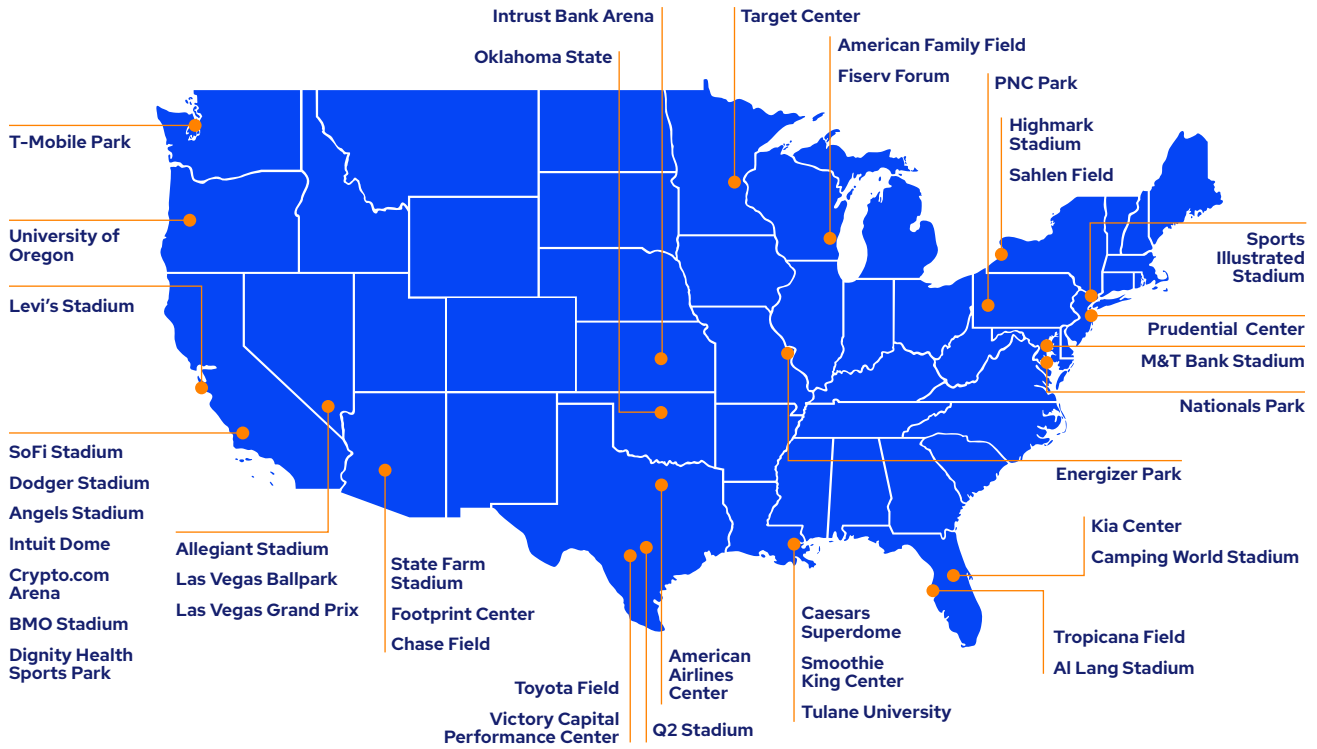 Intrust Bank Arena
Target Center
Oklahoma State
American Family Field
Fiserv Forum
PNC Park
Highmark
Stadium
Sahlen Field
T-Mobile Park
University of
Oregon
Levi's Stadium
Sports
Illustrated
Stadium
Prudential Center
M&T Bank Stadium
Nationals Park
Energizer Park
SoFi Stadium
Dodger Stadium
Angels Stadium
Intuit Dome
Crypto.com
Arena
BMO Stadium
Dignity Health
Sports Park
Allegiant Stadium
Las Vegas Ballpark
Las Vegas Grand Prix
State Farm
Stadium
Footprint Center
Chase Field
Toyota Field
Victory Capital
Performance Center
Q2 Stadium
American
Airlines
Center
Caesars
Superdome
Smoothie
King Center
Tulane University
Kia Center
Camping World Stadium
Tropicana Field
Al Lang Stadium